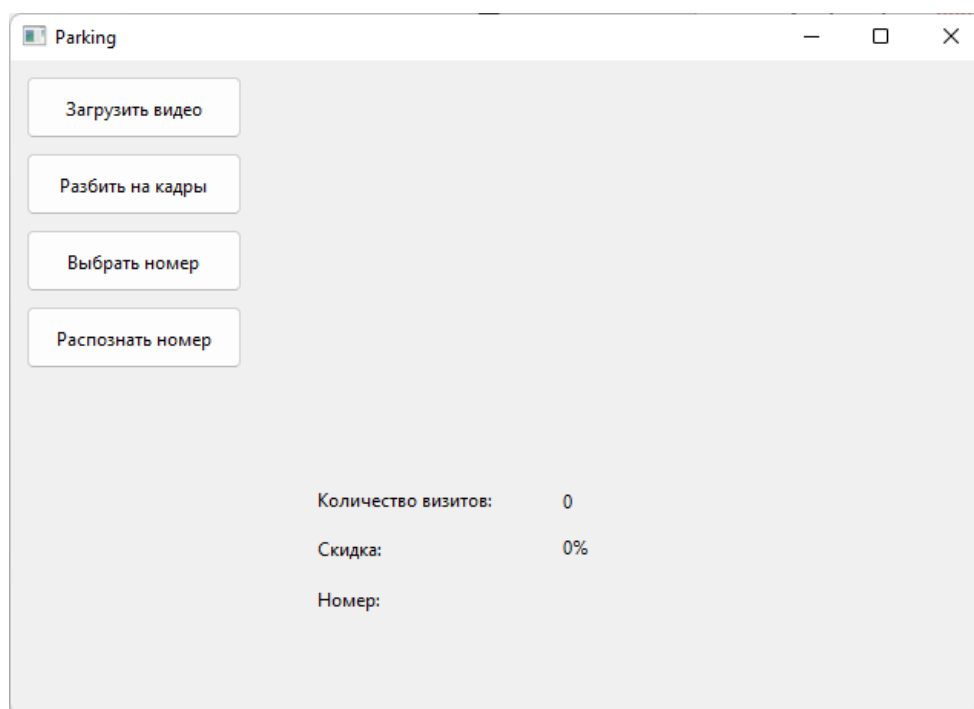 Parking
Загрузить видео
Разбить на кадры
Выбрать номер
Распознать номер
Количество визитов: 0
Скидка: 0%
Номер: